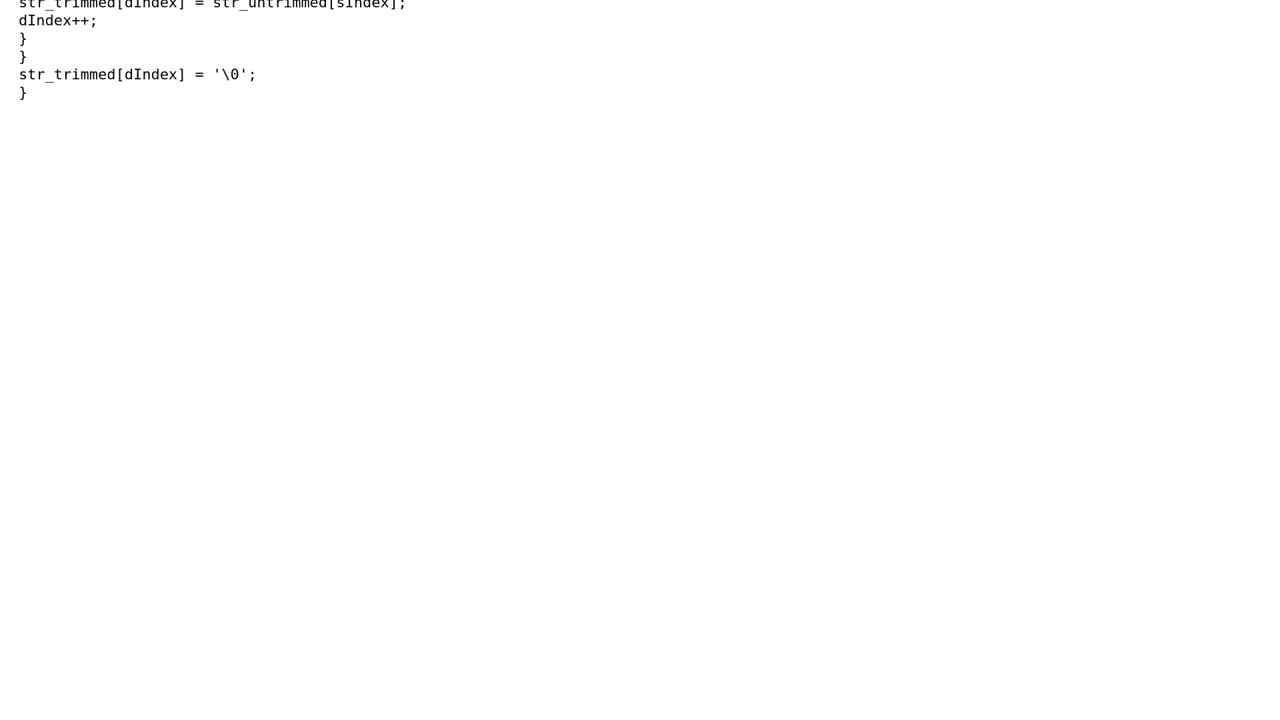 str_trimmed[dIndex] = str_untrimmed[sIndex];
dIndex++;
}
}
str_trimmed[dIndex] = '\0';
}